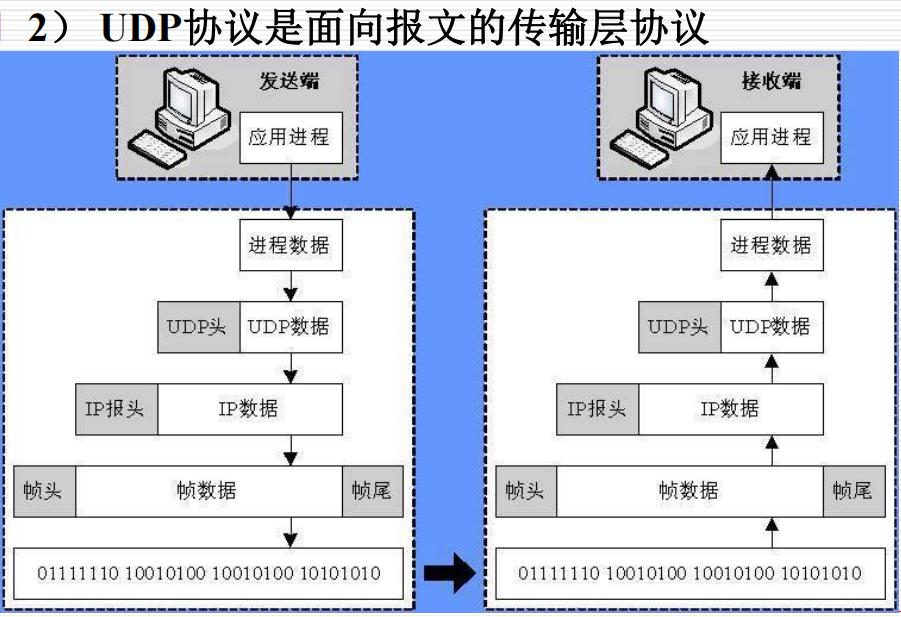 2） UDP协议是面向报文的传输层协议
发送端
应用进程
进程数据
UDP头 UDP数据
IP报头 IP数据
帧头 帧数据 帧尾
01111110 10010100 10010100 10101010
接收端
应用进程
进程数据
UDP头 UDP数据
IP报头 IP数据
帧头 帧数据 帧尾
01111110 10010100 10010100 10101010